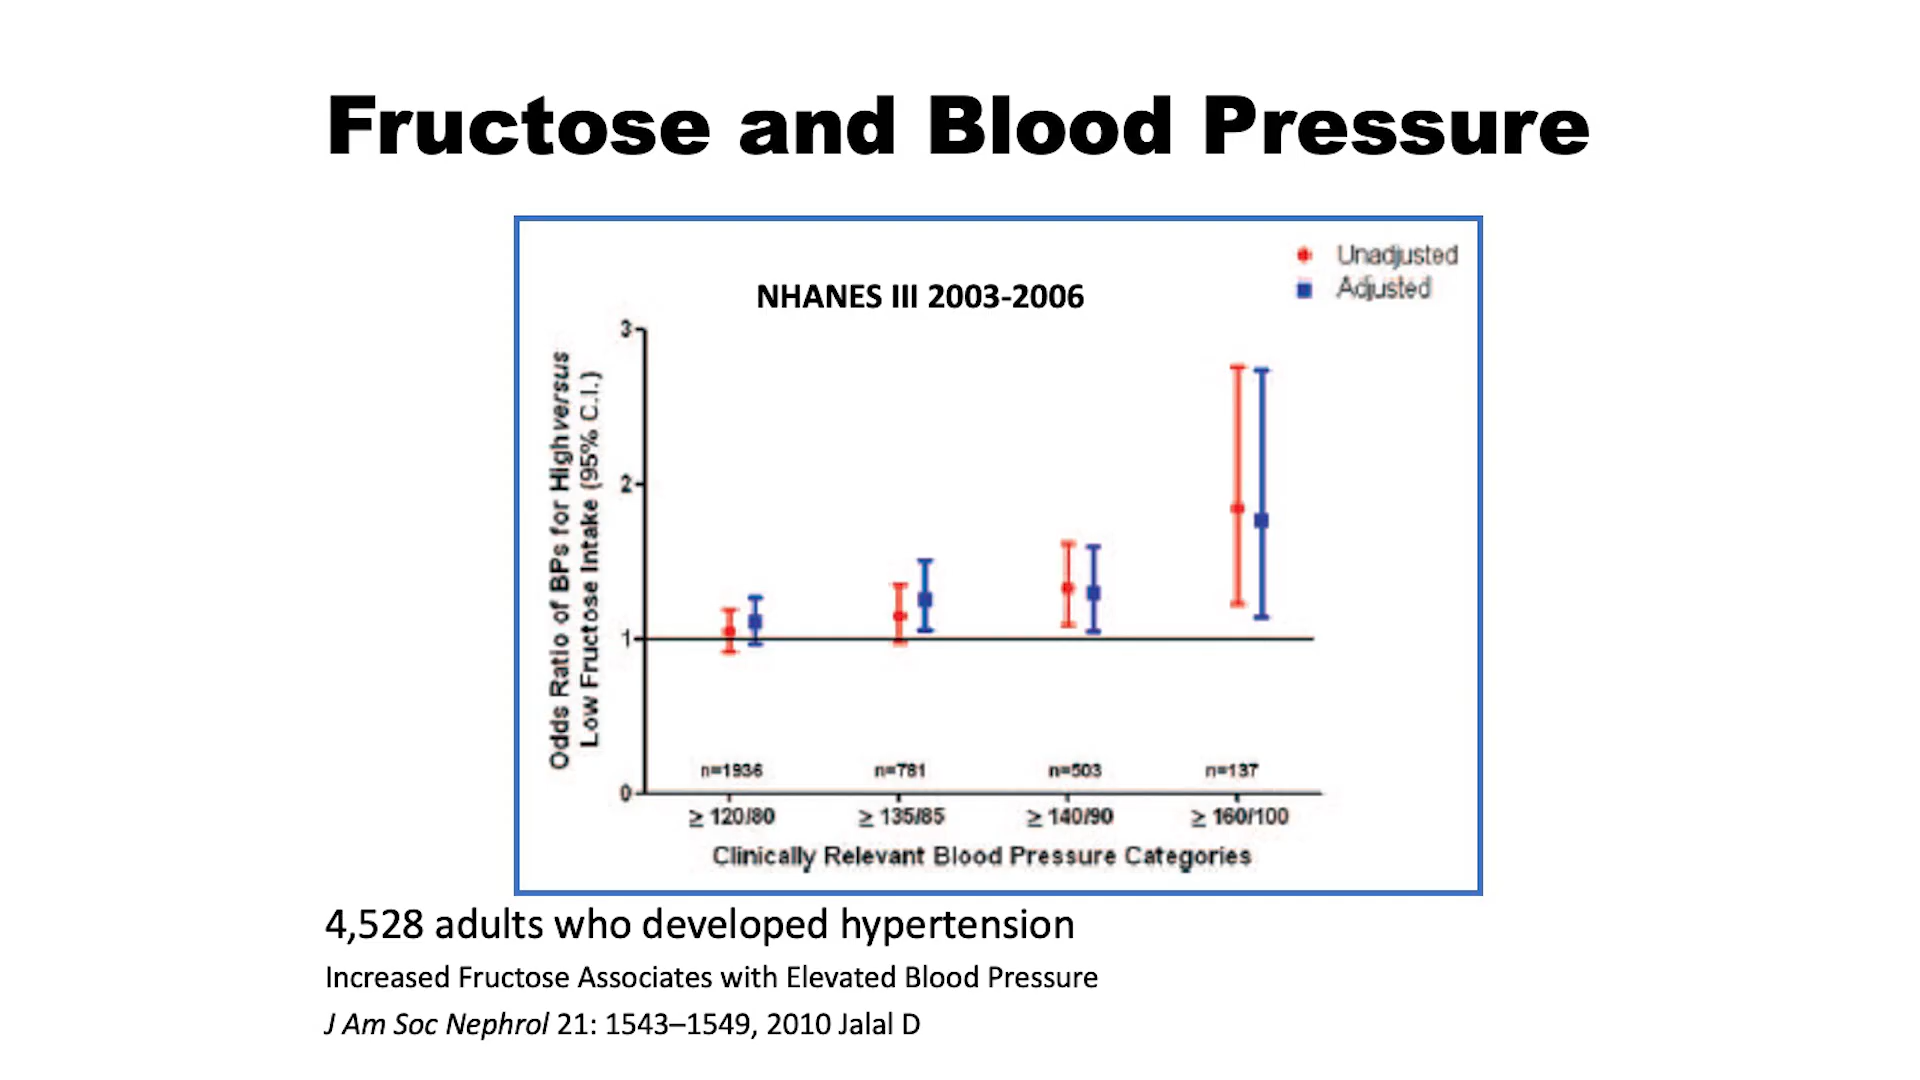 Fructose and Blood Pressure
Unadjusted
Adjusted
NHANES III 2003-2006
Odds Ratio of BPs for High versus
Low Fructose Intake (95% C.I.)
3
2
1
0
n=1936 n=781 n=503 n=137
≥ 120/80 ≥ 135/85 ≥ 140/90 ≥ 160/100
Clinically Relevant Blood Pressure Categories
4,528 adults who developed hypertension
Increased Fructose Associates with Elevated Blood Pressure
J Am Soc Nephrol 21: 1543–1549, 2010 Jalal D